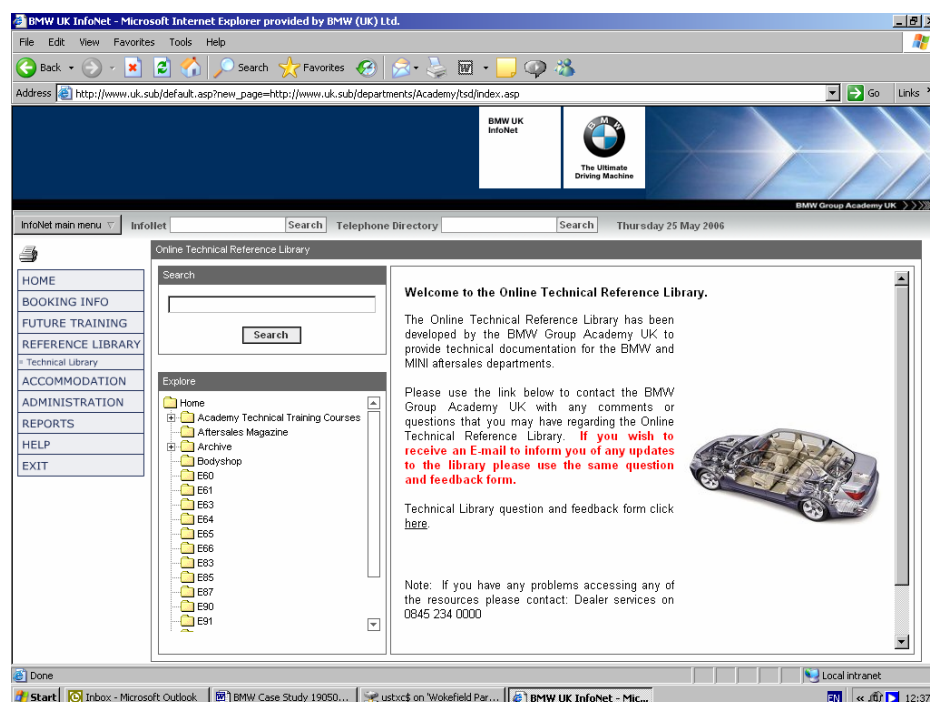 BMW UK InfoNet - Microsoft Internet Explorer provided by BMW (UK) Ltd.
File Edit View Favorites Tools Help
Back Search Favorites
Address http://www.uk.sub/default.asp?new_page=http://www.uk.sub/departments/Academy/tsd/index.asp Go Links
BMW UK
InfoNet
BMW
The Ultimate
Driving Machine
BMW Group Academy UK
InfoNet main menu InfoNet Search Telephone Directory Search Thursday 25 May 2006
Online Technical Reference Library
HOME
BOOKING INFO
FUTURE TRAINING
REFERENCE LIBRARY
Technical Library
ACCOMMODATION
ADMINISTRATION
REPORTS
HELP
EXIT
Search
Search
Explore
Home
Academy Technical Training Courses
Aftersales Magazine
Archive
Bodyshop
E60
E61
E63
E64
E65
E66
E83
E85
E87
E90
E91
Welcome to the Online Technical Reference Library.
The Online Technical Reference Library has been
developed by the BMW Group Academy UK to
provide technical documentation for the BMW and
MINI aftersales departments.
Please use the link below to contact the BMW
Group Academy UK with any comments or
questions that you may have regarding the Online
Technical Reference Library. If you wish to
receive an E-mail to inform you of any updates
to the library please use the same question
and feedback form.
Technical Library question and feedback form click
here.
Note: If you have any problems accessing any of
the resources please contact: Dealer services on
0845 234 0000
Done Local intranet
Start Inbox - Microsoft Outlook BMW Case Study 19050... ustxc$ on 'Wokefield Par... BMW UK InfoNet - Mic... EN 12:37